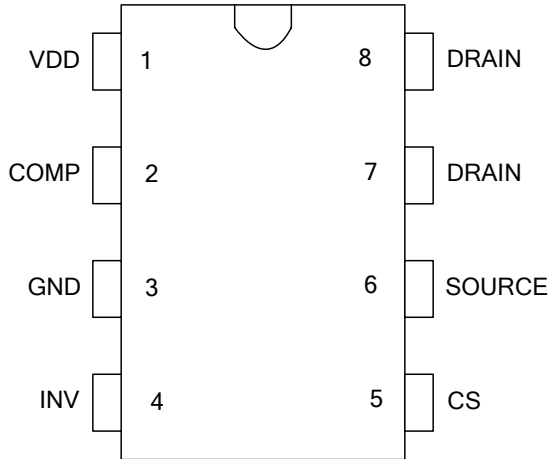 VDD 1 8 DRAIN
COMP 2 7 DRAIN
GND 3 6 SOURCE
INV 4 5 CS